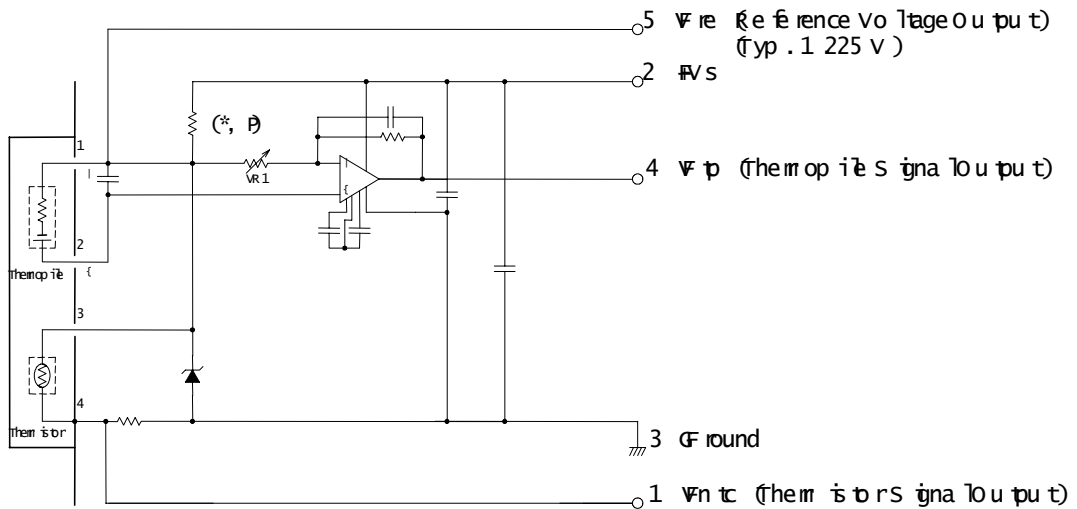 5 Vre (Reference Voltage Output)
(Typ. 1.225 V)
2 Vs
(*, P)
1
VR1
4 Vtp (Thermopile Signal Output)
2
Thermopile
3
4
Thermistor
3 Ground
1 Vntc (Thermistor Signal Output)